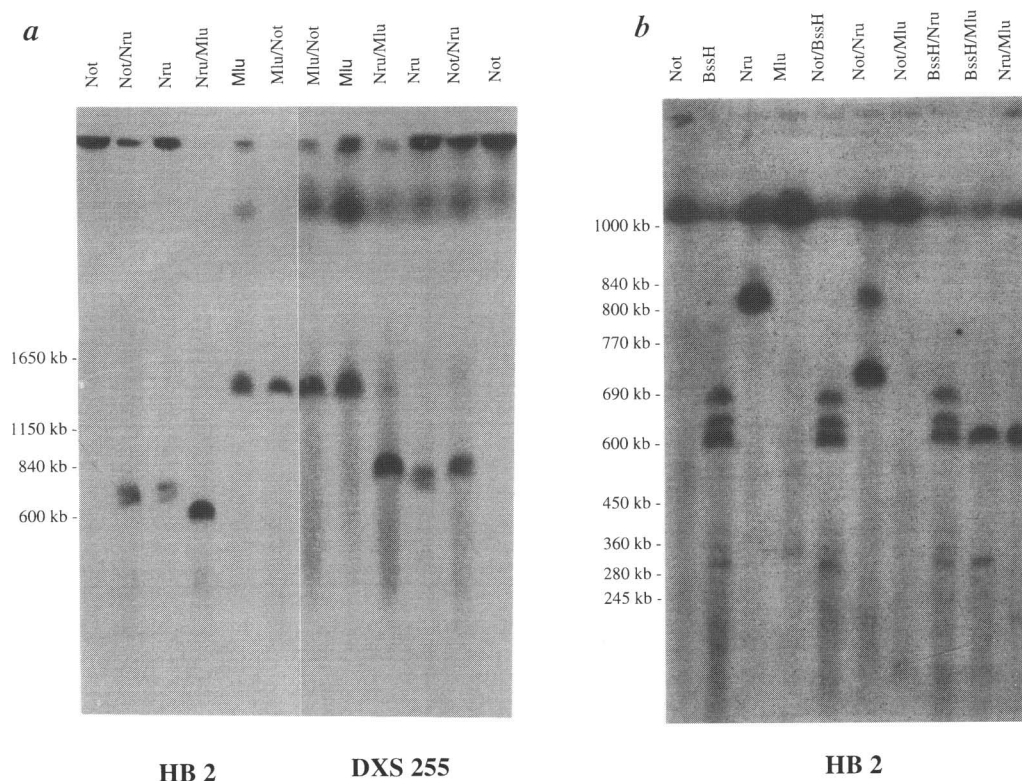 a
Not
Not/Nru
Nru
Nru/Mlu
Mlu
Mlu/Not
Mlu/Not
Mlu
Nru/Mlu
Nru
Not/Nru
Not
1650 kb -
1150 kb -
840 kb -
600 kb -
HB 2
DXS 255
b
Not
BssH
Nru
Mlu
Not/BssH
Not/Nru
Not/Mlu
BssH/Nru
BssH/Mlu
Nru/Mlu
1000 kb -
840 kb -
800 kb -
770 kb -
690 kb -
600 kb -
450 kb -
360 kb -
280 kb -
245 kb -
HB 2